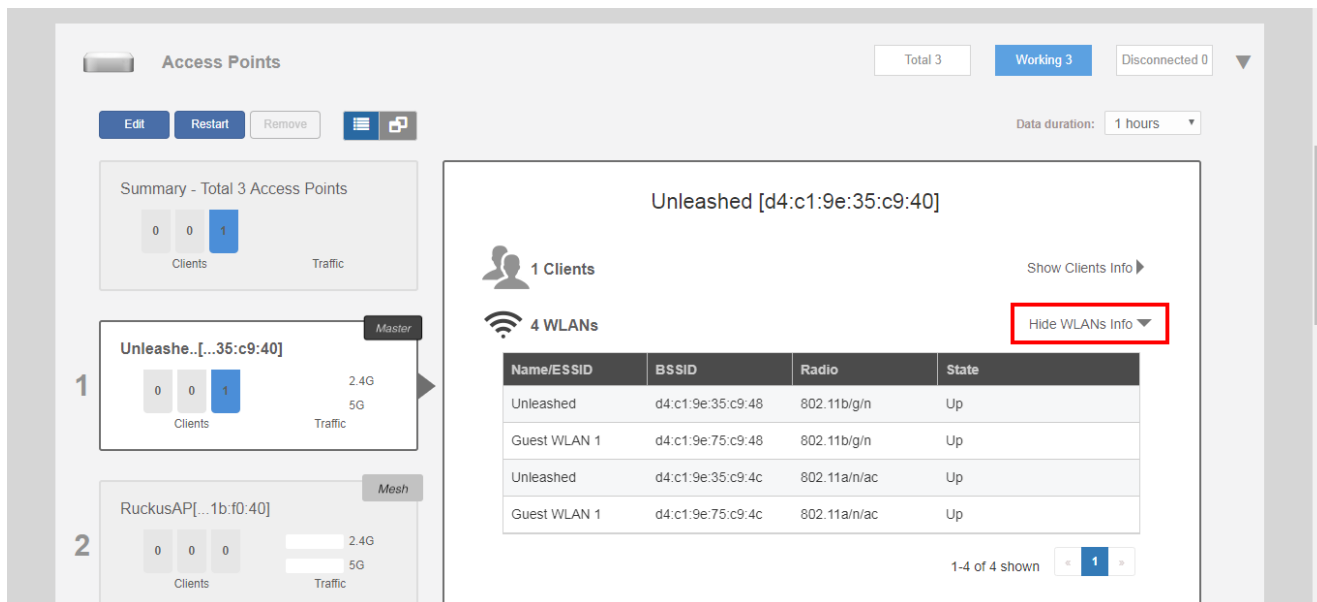 Access Points
Total 3
Working 3
Disconnected 0
Edit
Restart
Remove
Data duration:
1 hours
Summary - Total 3 Access Points
0 0 1
Clients
Traffic
Master
Unleashe..[...35:c9:40]
1
0 0 1
2.4G
5G
Clients
Traffic
Mesh
RuckusAP[...1b:f0:40]
2
0 0 0
2.4G
5G
Clients
Traffic
Unleashed [d4:c1:9e:35:c9:40]
1 Clients
Show Clients Info
4 WLANs
Hide WLANs Info
Name/ESSID BSSID Radio State
Unleashed d4:c1:9e:35:c9:48 802.11b/g/n Up
Guest WLAN 1 d4:c1:9e:75:c9:48 802.11b/g/n Up
Unleashed d4:c1:9e:35:c9:4c 802.11a/n/ac Up
Guest WLAN 1 d4:c1:9e:75:c9:4c 802.11a/n/ac Up
1-4 of 4 shown « 1 »